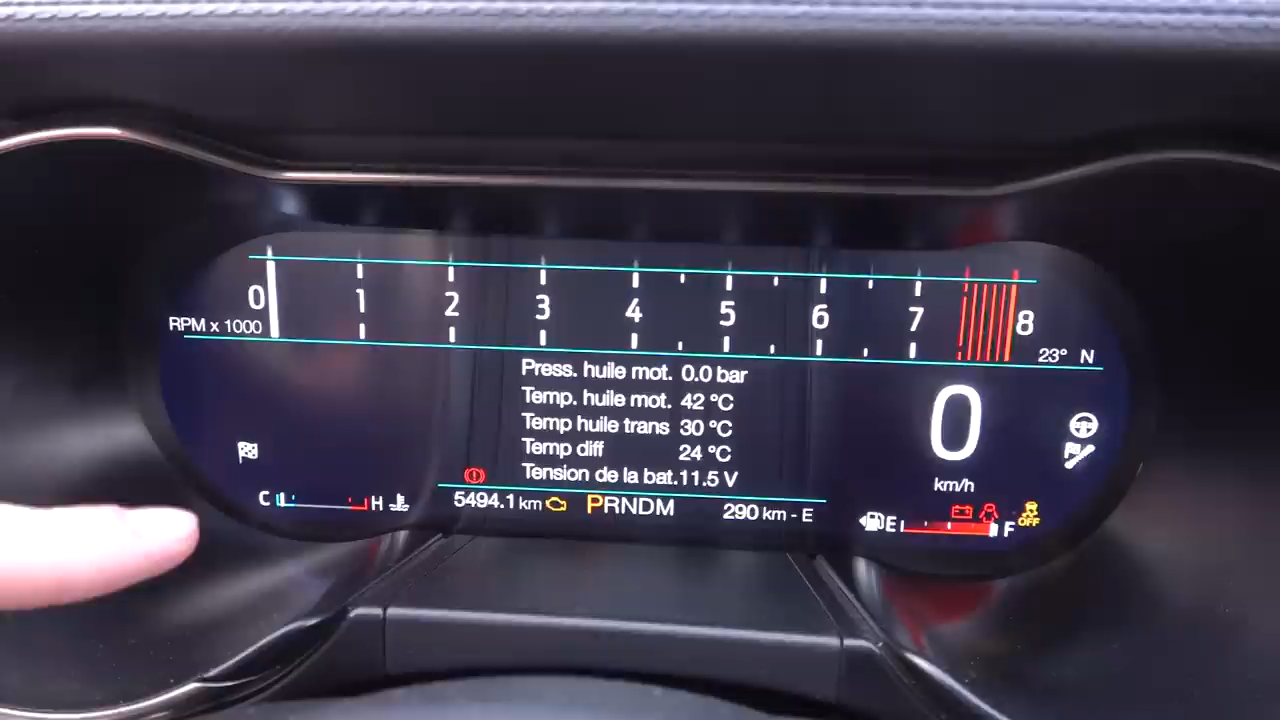 0 1 2 3 4 5 6 7 8
RPM x 1000
23° N
Press. huile mot. 0.0 bar
Temp. huile mot. 42 °C
Temp huile trans 30 °C
Temp diff 24 °C
Tension de la bat. 11.5 V
0
km/h
C H
5494.1 km PRNDM 290 km - E
E F
OFF